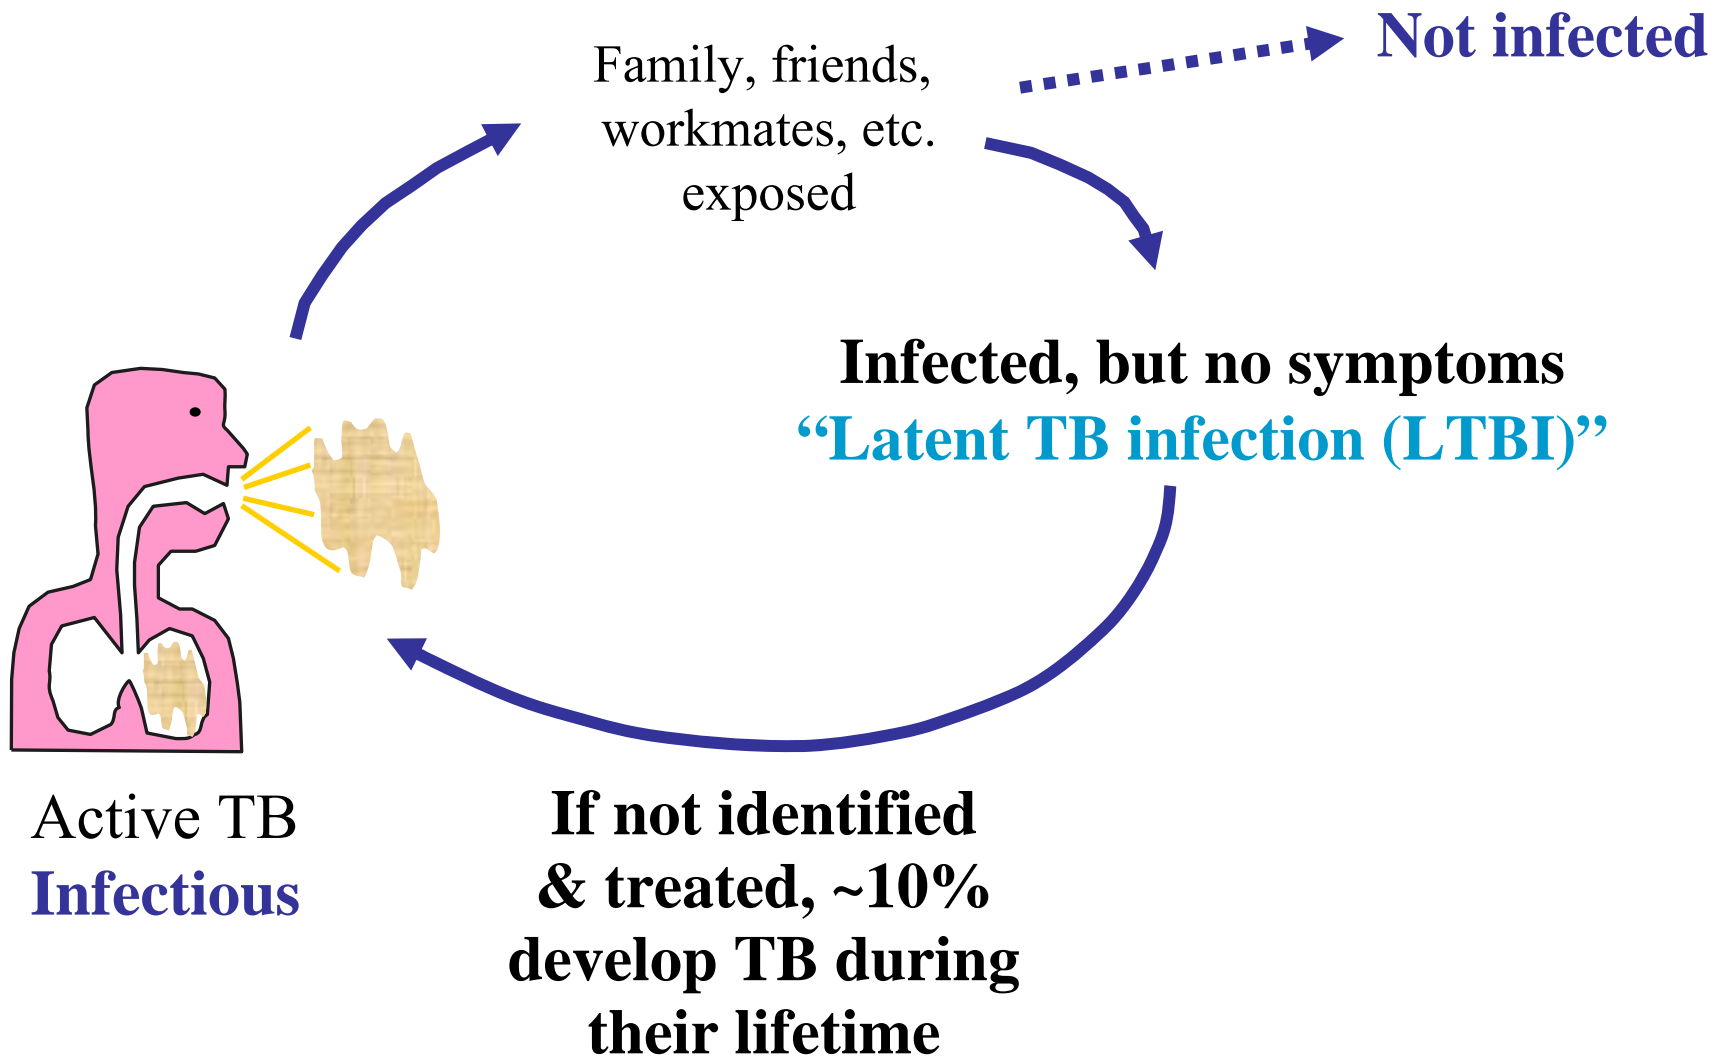 Not infected
Family, friends,
workmates, etc.
exposed
Infected, but no symptoms
“Latent TB infection (LTBI)”
Active TB
Infectious
If not identified
& treated, ~10%
develop TB during
their lifetime